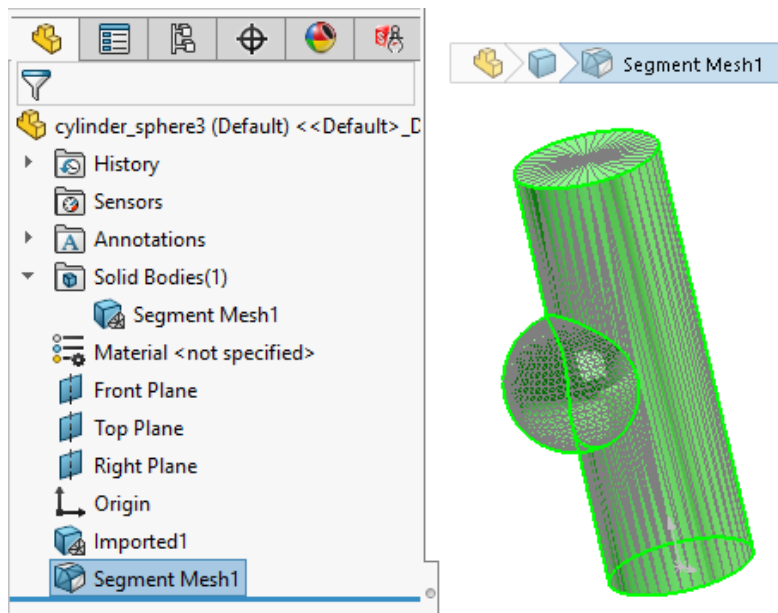 Segment Mesh1
cylinder_sphere3 (Default) <<Default>_D
History
Sensors
A Annotations
Solid Bodies(1)
Segment Mesh1
Material <not specified>
Front Plane
Top Plane
Right Plane
Origin
Imported1
Segment Mesh1